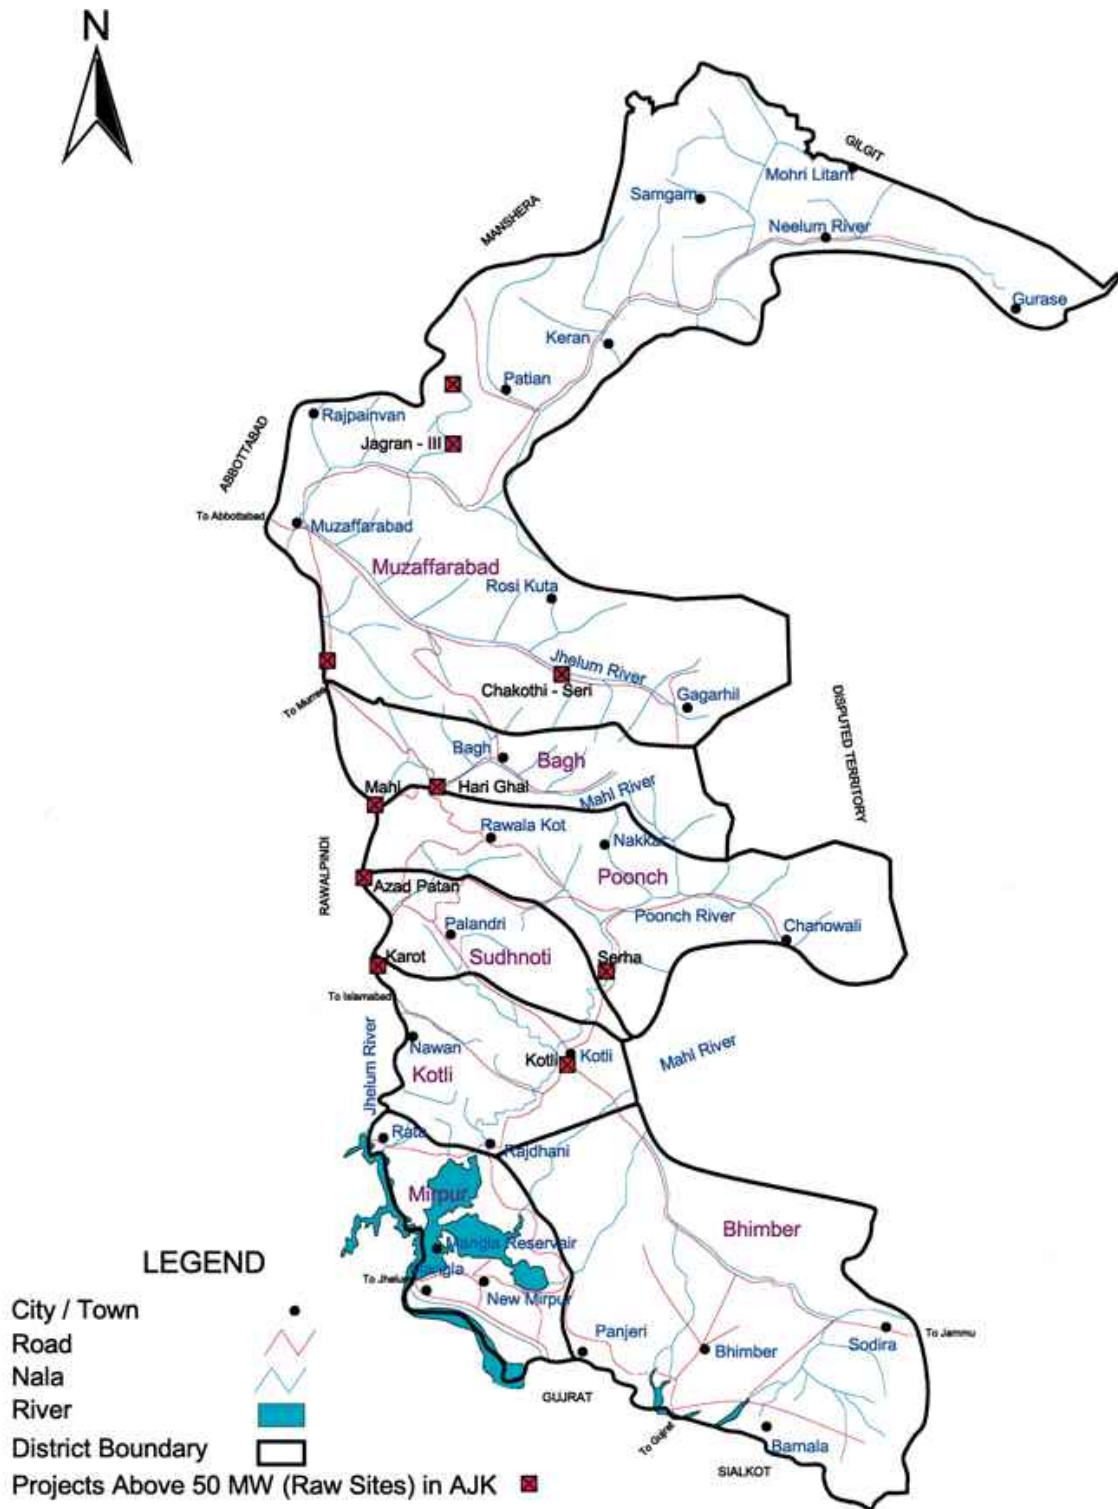 N
GILGIT
Mohri Litam
Samgam
MANSHERA
Neelum River
Gurase
Keran
Patian
Rajpainvan
Jagran - III
ABBOTTABAD
To Abbottabad
Muzaffarabad
Muzaffarabad
Rosi Kuta
Jhelum River
Chakothi - Seri
Gagarhil
To Murree
DISPUTED TERRITORY
Bagh
Bagh
Mahl
Hari Ghal
Mahl River
Rawala Kot
Nakkar
RAWALPINDI
Poonch
Azad Patan
Poonch River
Chanowali
Palandri
Sudhnoti
Karot
Serha
To Islamabad
Jhelum River
Nawan
Kotli
Kotli
Mahl River
Kotli
Rata
Rajdhani
Mirpur
Bhimber
LEGEND
Mangla Reservair
To Jhelum
Mangla
New Mirpur
City / Town
Panjeri
Sodira
To Jammu
Road
Bhimber
Nala
GUJRAT
River
To Gujrat
Barnala
District Boundary
SIALKOT
Projects Above 50 MW (Raw Sites) in AJK